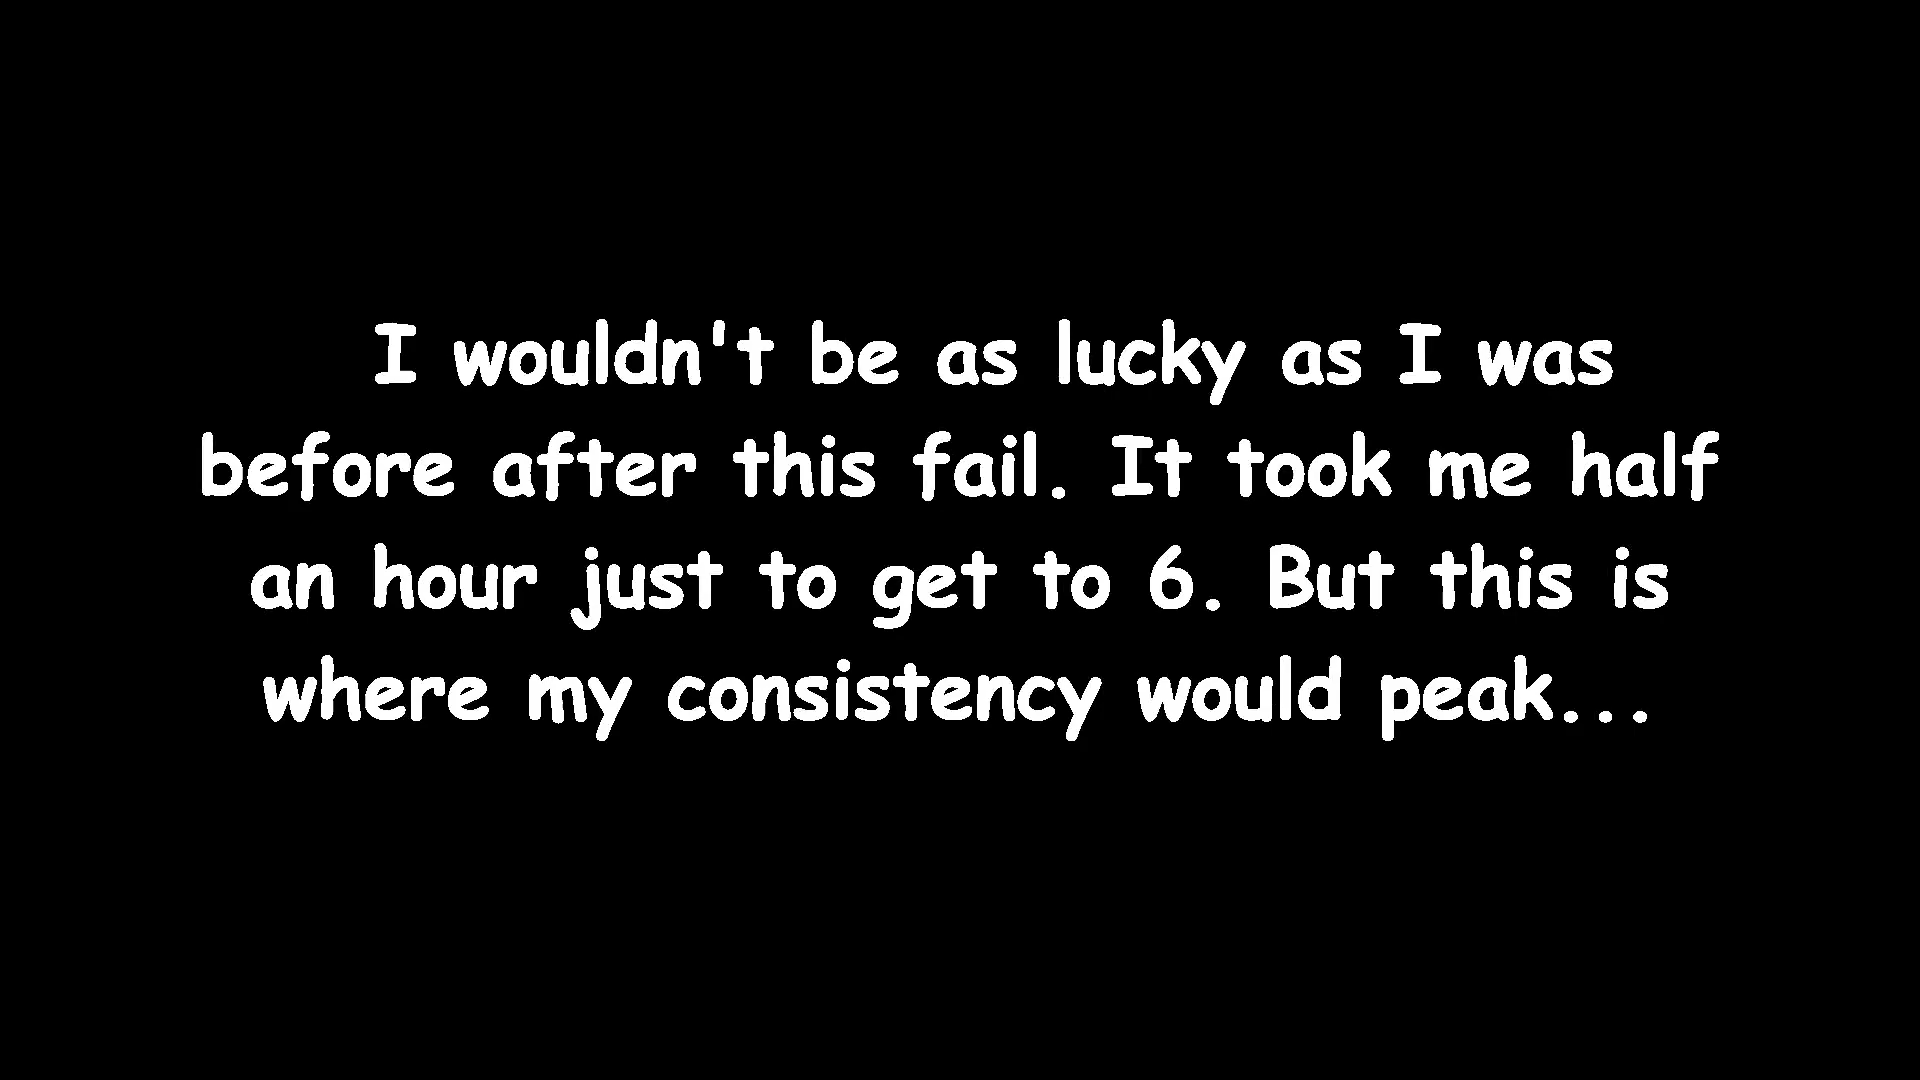 I wouldn't be as lucky as I was
before after this fail. It took me half
an hour just to get to 6. But this is
where my consistency would peak...